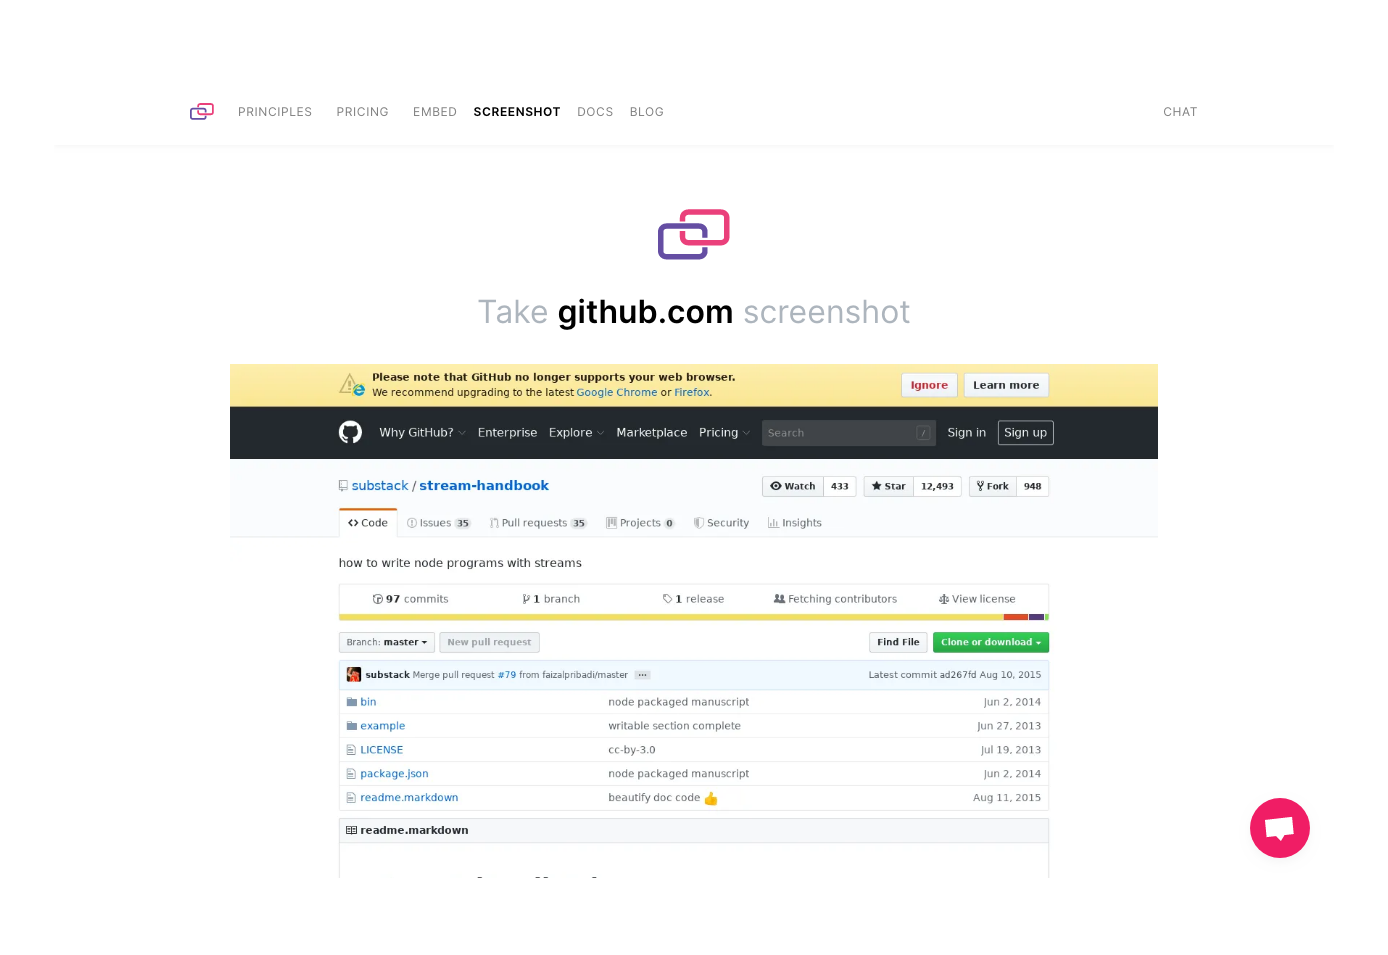 PRINCIPLES PRICING EMBED SCREENSHOT DOCS BLOG CHAT
Take github.com screenshot
Please note that GitHub no longer supports your web browser.
We recommend upgrading to the latest Google Chrome or Firefox.
Ignore Learn more
Why GitHub? Enterprise Explore Marketplace Pricing Search / Sign in Sign up
substack / stream-handbook Watch 433 Star 12,493 Fork 948
Code Issues 35 Pull requests 35 Projects 0 Security Insights
how to write node programs with streams
97 commits 1 branch 1 release Fetching contributors View license
Branch: master New pull request Find File Clone or download
substack Merge pull request #79 from faizalpribadi/master ... Latest commit ad267fd Aug 10, 2015
bin node packaged manuscript Jun 2, 2014
example writable section complete Jun 27, 2013
LICENSE cc-by-3.0 Jul 19, 2013
package.json node packaged manuscript Jun 2, 2014
readme.markdown beautify doc code 👍 Aug 11, 2015
readme.markdown